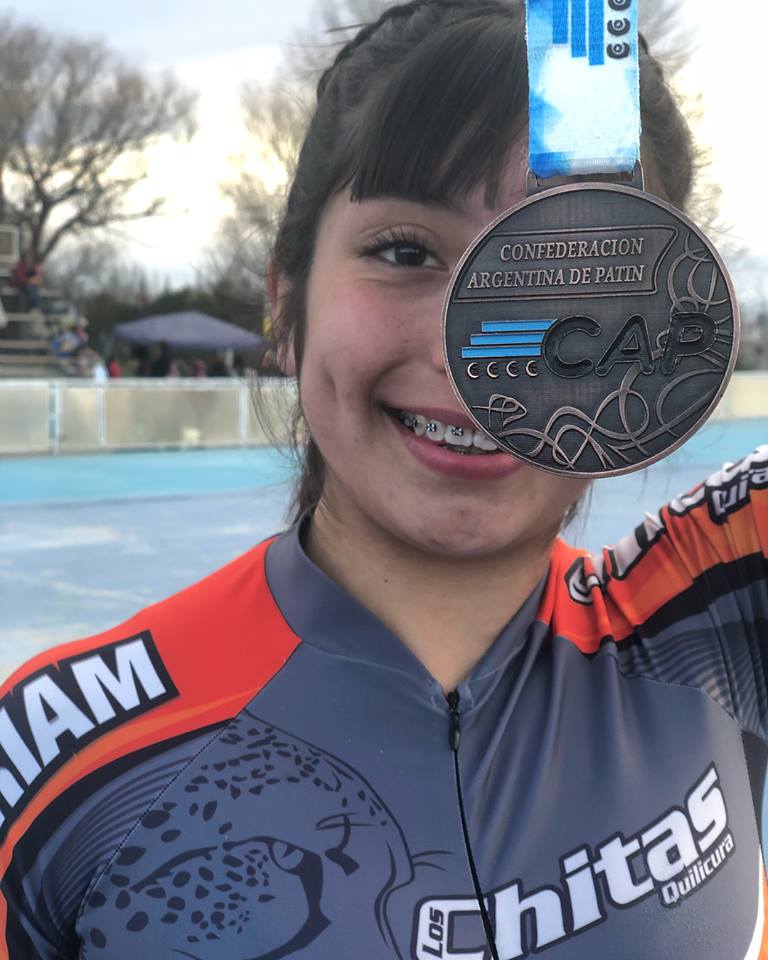 CONFEDERACION
ARGENTINA DE PATIN
CAP
RIAM
Los
Chitas
Quilicura